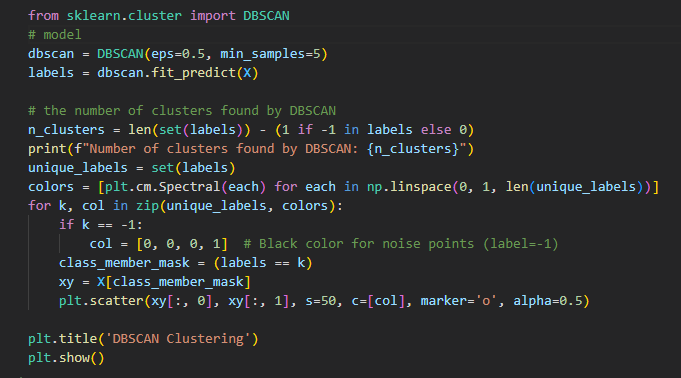 from sklearn.cluster import DBSCAN
# model
dbscan = DBSCAN(eps=0.5, min_samples=5)
labels = dbscan.fit_predict(X)

# the number of clusters found by DBSCAN
n_clusters = len(set(labels)) - (1 if -1 in labels else 0)
print(f"Number of clusters found by DBSCAN: {n_clusters}")
unique_labels = set(labels)
colors = [plt.cm.Spectral(each) for each in np.linspace(0, 1, len(unique_labels))]
for k, col in zip(unique_labels, colors):
    if k == -1:
        col = [0, 0, 0, 1]  # Black color for noise points (label=-1)
    class_member_mask = (labels == k)
    xy = X[class_member_mask]
    plt.scatter(xy[:, 0], xy[:, 1], s=50, c=[col], marker='o', alpha=0.5)

plt.title('DBSCAN Clustering')
plt.show()